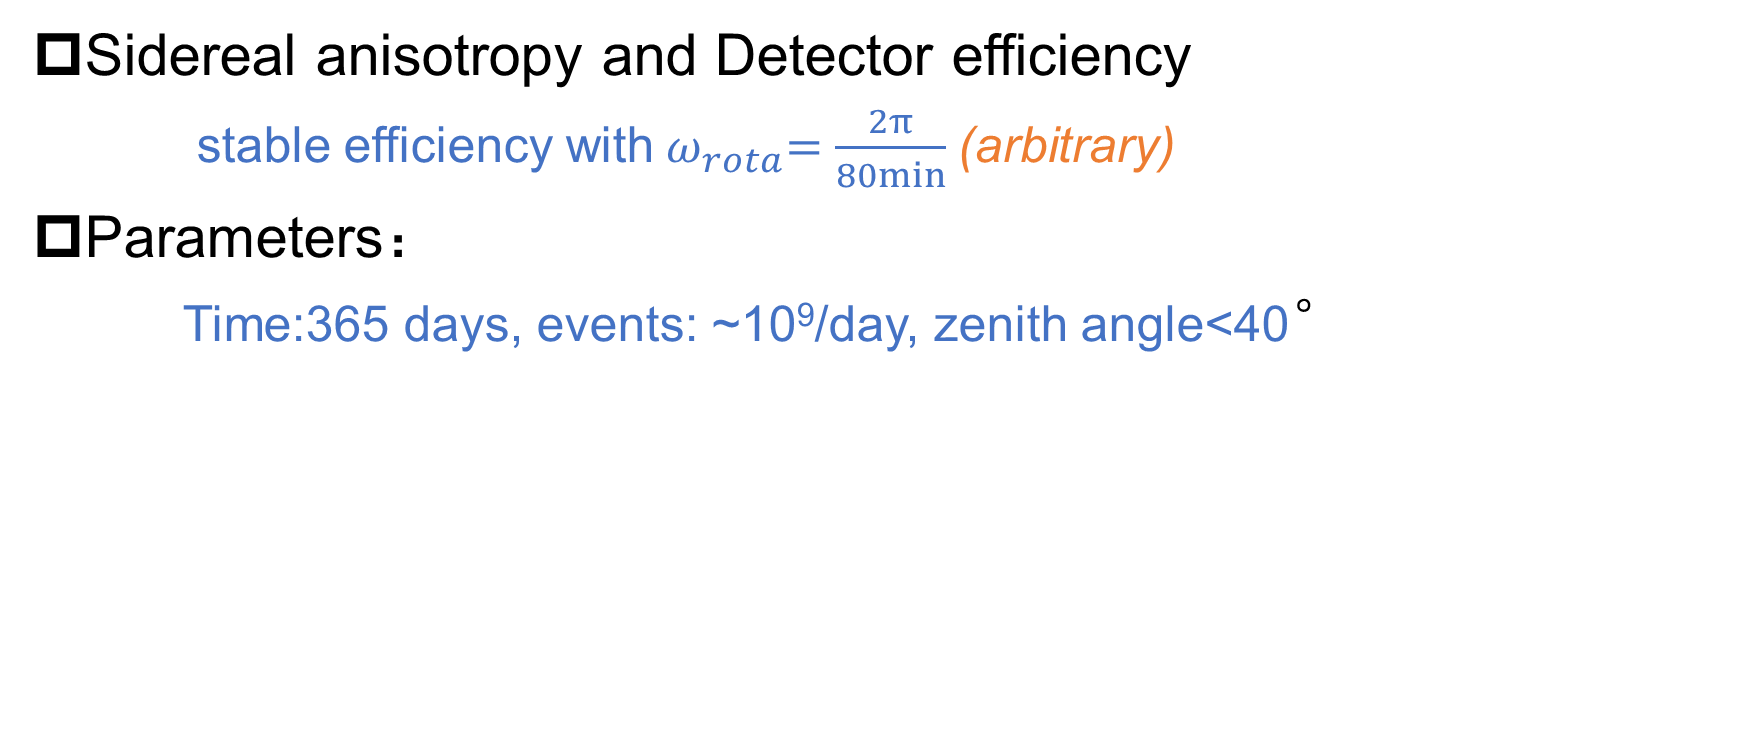 ❑Sidereal anisotropy and Detector efficiency
stable efficiency with ω_rota = 2π/80min (arbitrary)
❑Parameters：
Time:365 days, events: ~10⁹/day, zenith angle<40°